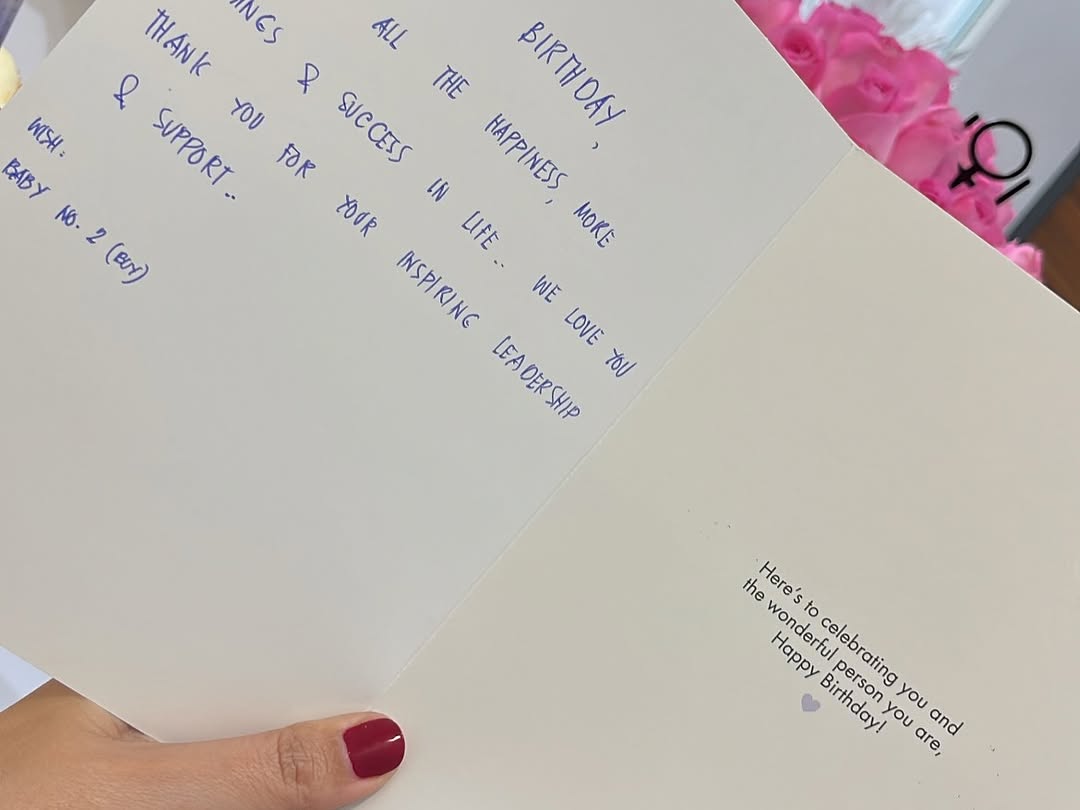 BIRTHDAY,
ALL THE HAPPINESS, MORE
& SUCCESS IN LIFE.. WE LOVE YOU
THANK YOU FOR YOUR INSPIRING LEADERSHIP
& SUPPORT..
WISH:
BABY NO. 2 (BOY)
Here's to celebrating you and
the wonderful person you are,
Happy Birthday!